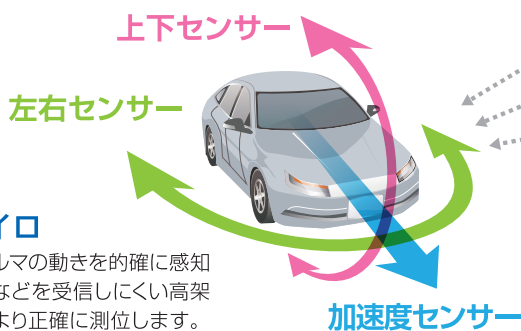 上下センサー
左右センサー
イロ
ルマの動きを的確に感知
などを受信しにくい高架
より正確に測位します。
加速度センサー